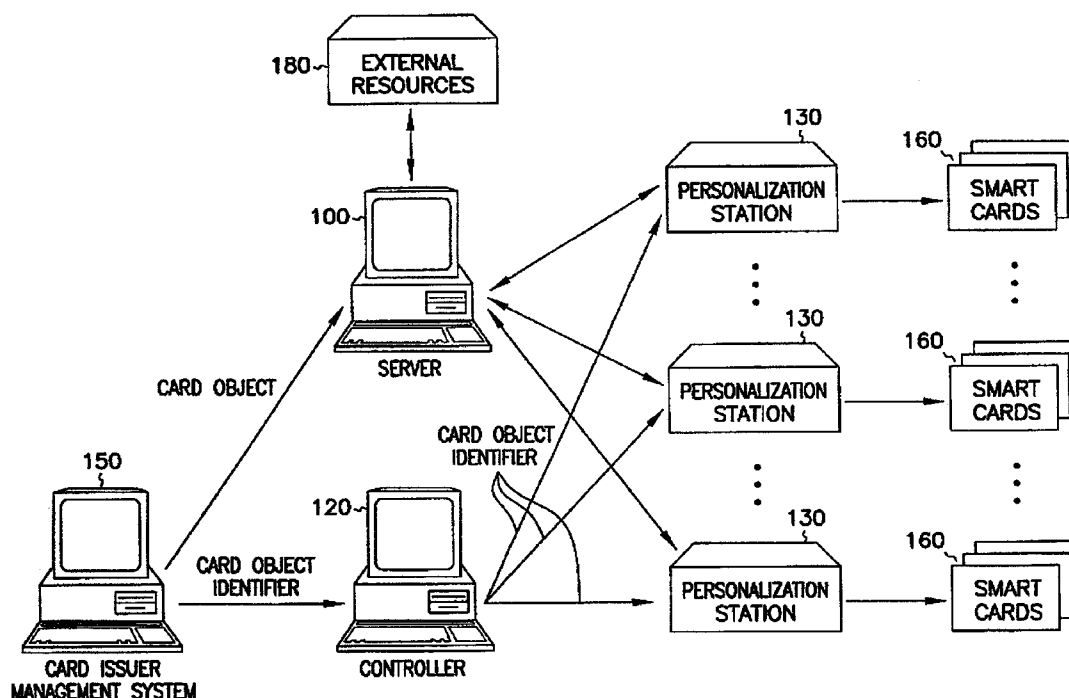 180
EXTERNAL
RESOURCES
100
SERVER
130
PERSONALIZATION
STATION
160
SMART
CARDS
130
PERSONALIZATION
STATION
160
SMART
CARDS
CARD OBJECT
CARD OBJECT
IDENTIFIER
150
CARD ISSUER
MANAGEMENT SYSTEM
CARD OBJECT
IDENTIFIER
120
CONTROLLER
130
PERSONALIZATION
STATION
160
SMART
CARDS